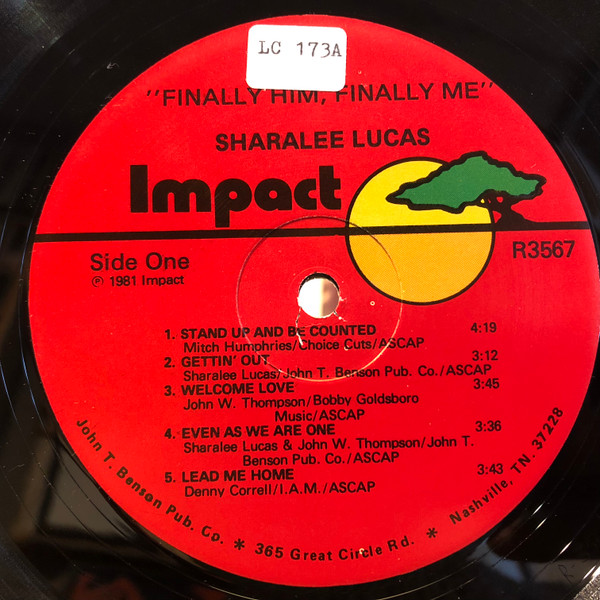 LC 173A
"FINALLY HIM, FINALLY ME"
SHARALEE LUCAS
Impact
Side One
℗ 1981 Impact
R3567
1. STAND UP AND BE COUNTED 4:19
Mitch Humphries/Choice Cuts/ASCAP
2. GETTIN' OUT 3:12
Sharalee Lucas/John T. Benson Pub. Co./ASCAP
3. WELCOME LOVE 3:45
John W. Thompson/Bobby Goldsboro
Music/ASCAP
4. EVEN AS WE ARE ONE 3:36
Sharalee Lucas & John W. Thompson/John T.
Benson Pub. Co./ASCAP
5. LEAD ME HOME 3:43
Denny Correll/I.A.M./ASCAP
John T. Benson Pub. Co. * 365 Great Circle Rd. * Nashville, TN. 37228